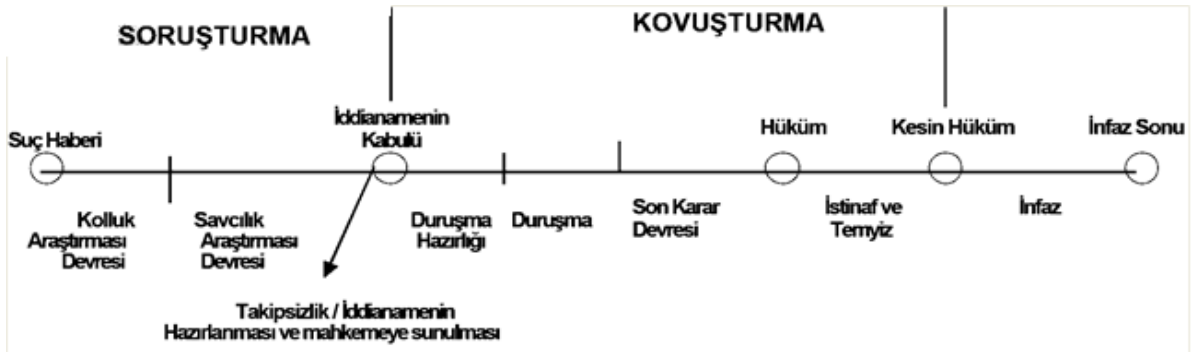 SORUŞTURMA
KOVUŞTURMA
Suç Haberi
İddianamenin
Kabulü
Hüküm
Kesin Hüküm
İnfaz Sonu
Kolluk
Araştırması
Devresi
Savcılık
Araştırması
Devresi
Duruşma
Hazırlığı
Duruşma
Son Karar
Devresi
İstinaf ve
Temyiz
İnfaz
Takipsizlik / İddianamenin
Hazırlanması ve mahkemeye sunulması